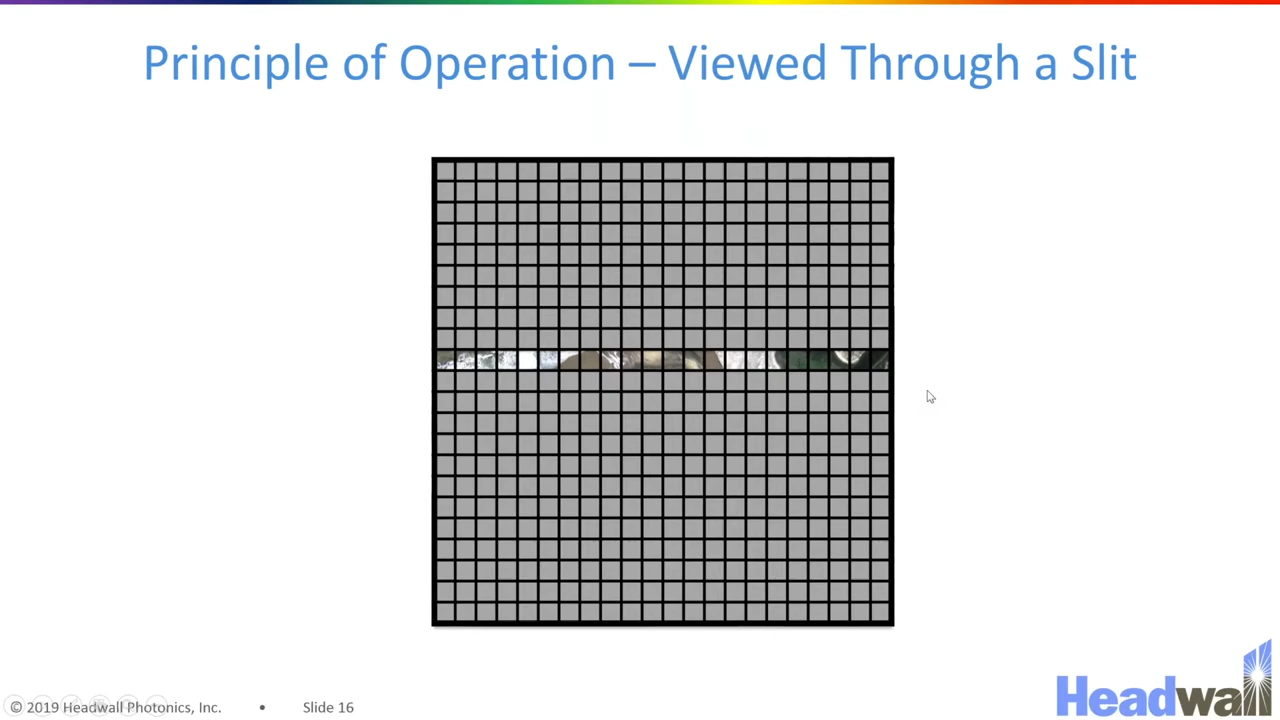 Principle of Operation – Viewed Through a Slit
© 2019 Headwall Photonics, Inc. • Slide 16
Headwall